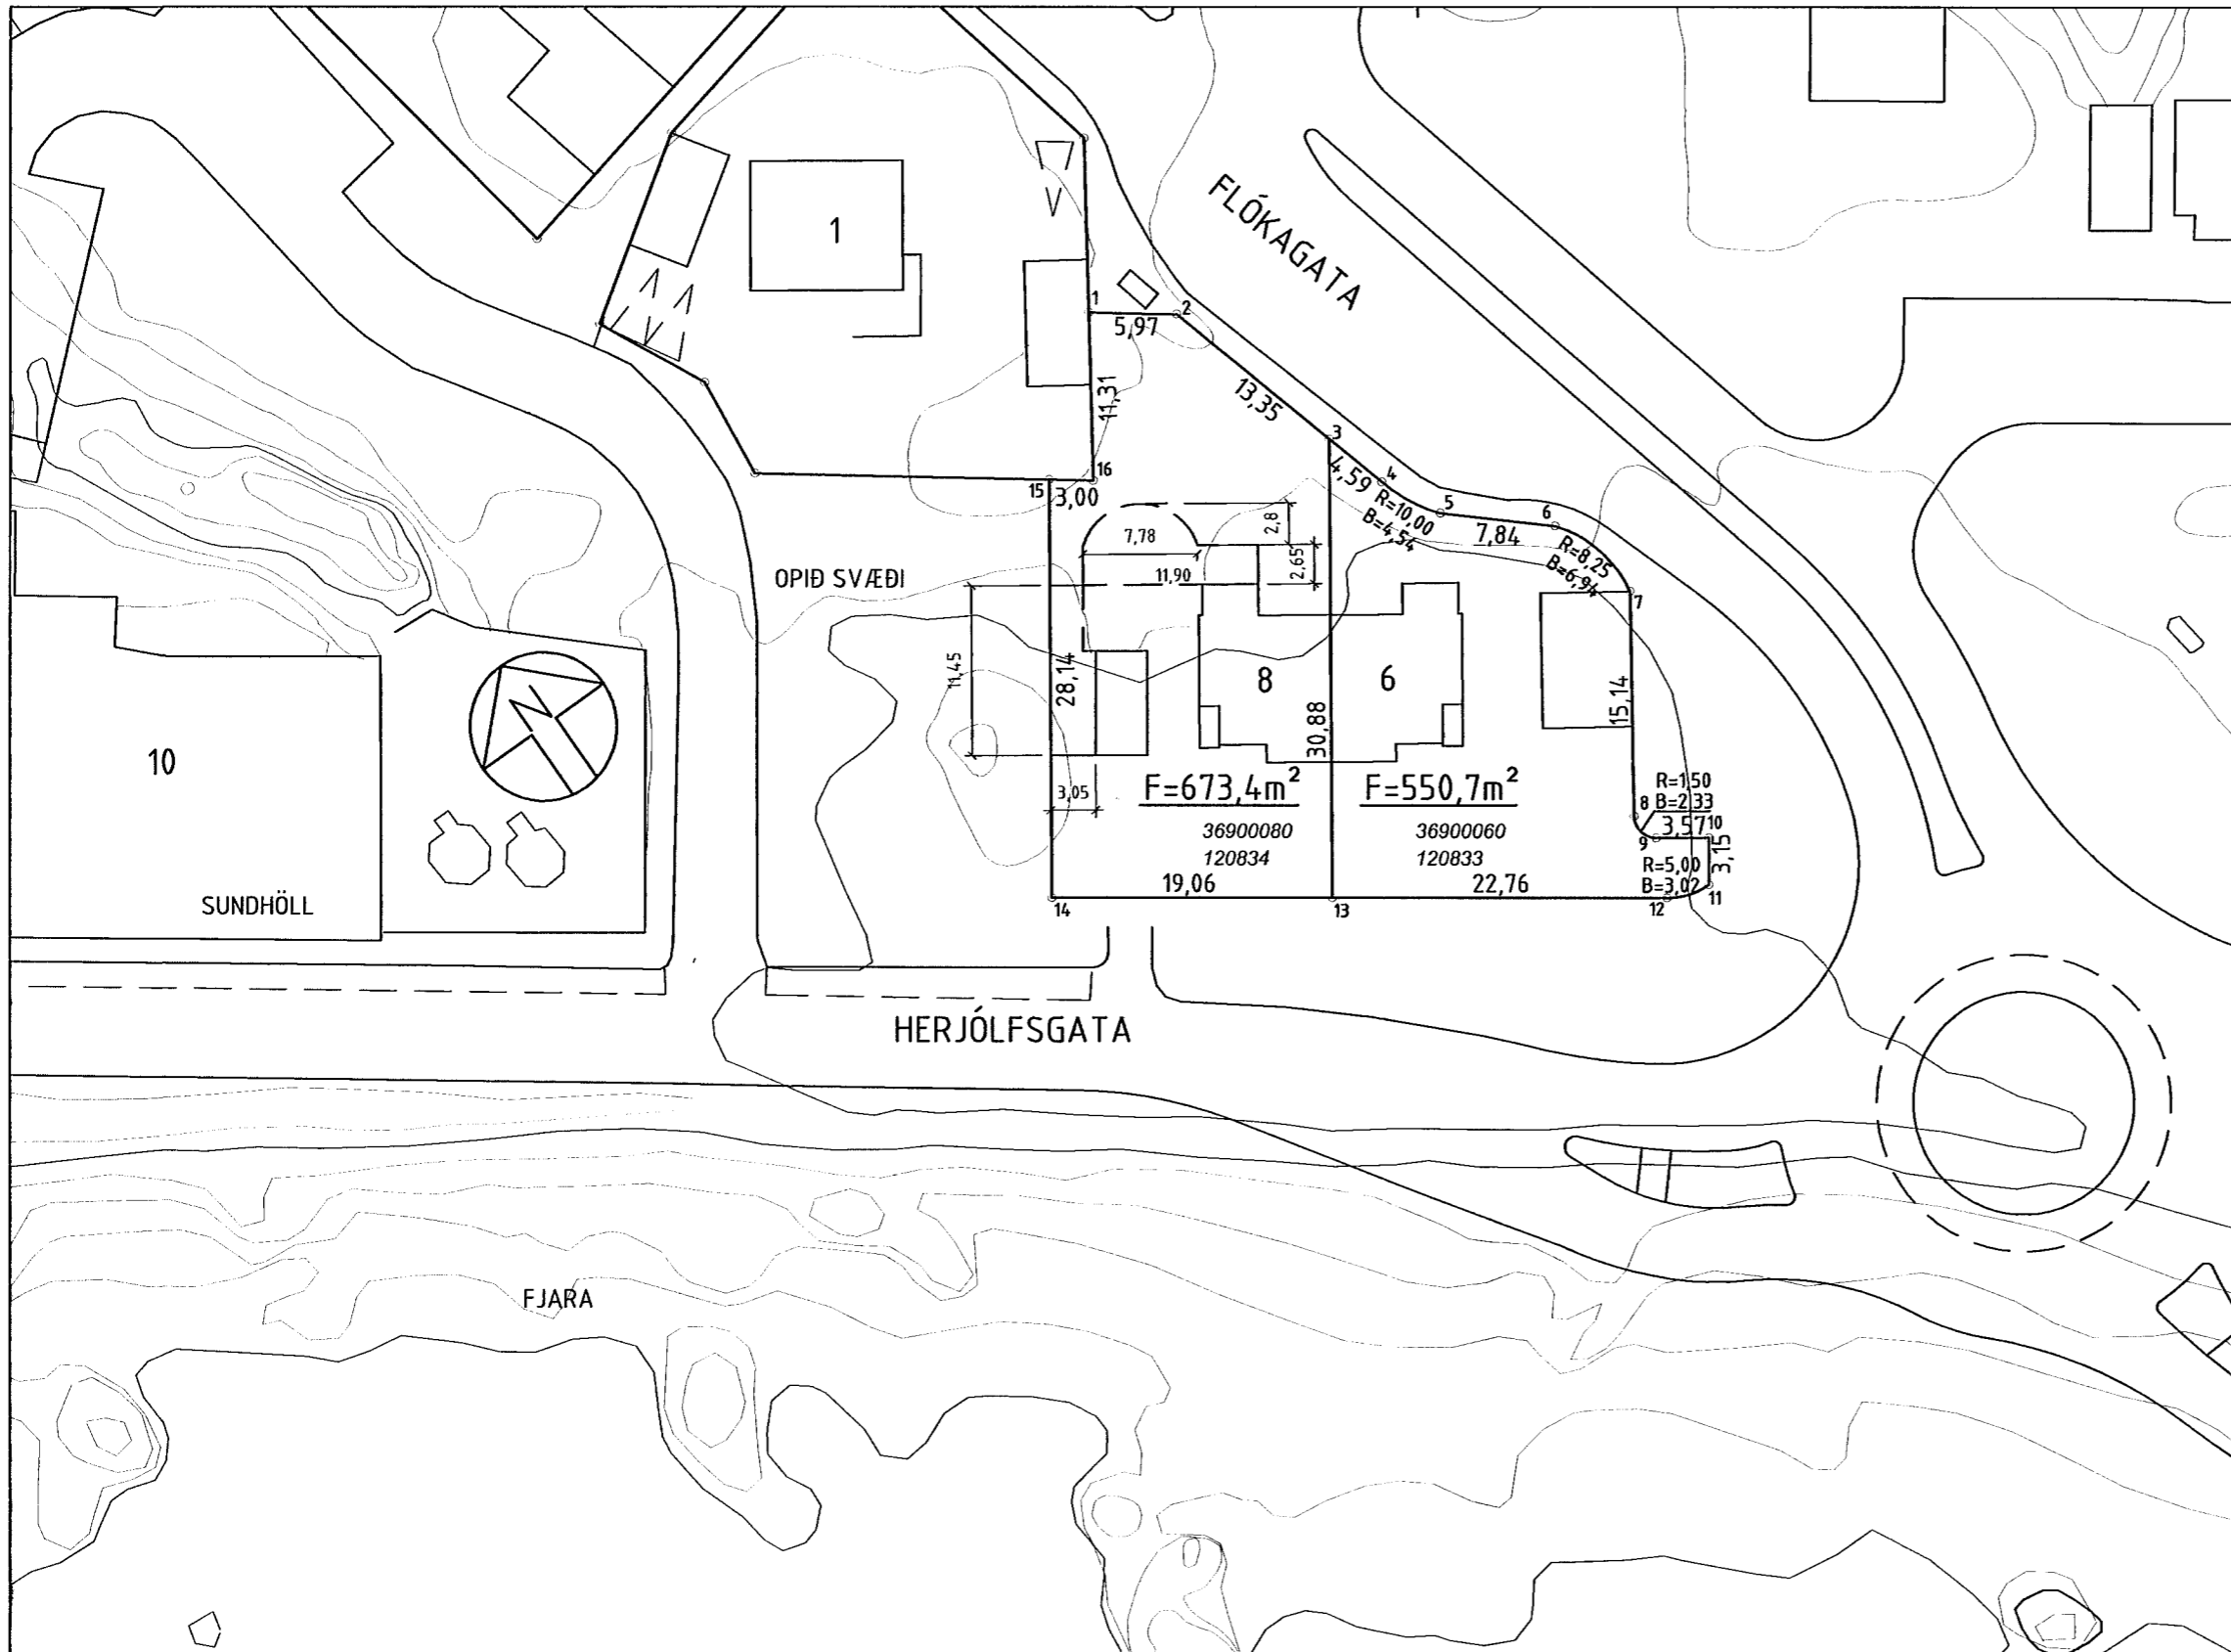 FLÓKAGATA
1
1
2
5,97
11,31
13,35
3
16
15
3,00
4,59
4
R=10,00
B=4,54
5
6
7,84
R=8,25
B=6,94
7
7,78
2,8
2,65
11,90
OPIÐ SVÆÐI
11,45
28,14
8
6
30,88
15,14
10
3,05
F=673,4m²
F=550,7m²
36900080
120834
36900060
120833
R=1,50
8 B=2,33
3,57 10
9
3,15
R=5,00
B=3,02
11
19,06
22,76
14
13
12
SUNDHÖLL
HERJÓLFSGATA
FJARA